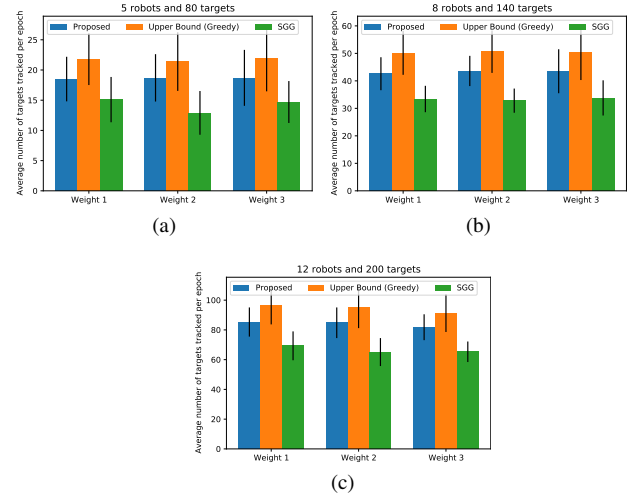 5 robots and 80 targets
Proposed Upper Bound (Greedy) SGG
Average number of targets tracked per epoch
25
20
15
10
5
0
Weight 1 Weight 2 Weight 3
(a)
8 robots and 140 targets
Proposed Upper Bound (Greedy) SGG
Average number of targets tracked per epoch
60
50
40
30
20
10
0
Weight 1 Weight 2 Weight 3
(b)
12 robots and 200 targets
Proposed Upper Bound (Greedy) SGG
Average number of targets tracked per epoch
100
80
60
40
20
0
Weight 1 Weight 2 Weight 3
(c)